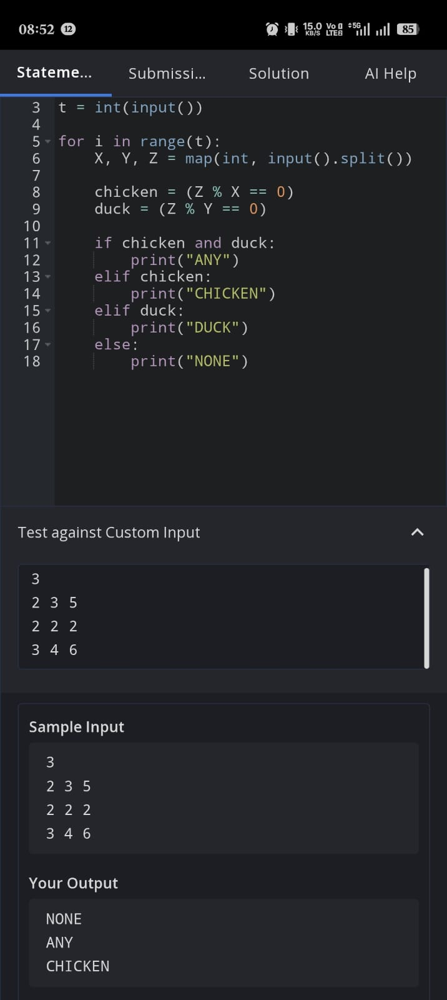 08:52 12 15.0 KB/S Vo LTE2 5G 85
Stateme... Submissi... Solution AI Help
3 t = int(input())
4
5 for i in range(t):
6     X, Y, Z = map(int, input().split())
7
8     chicken = (Z % X == 0)
9     duck = (Z % Y == 0)
10
11     if chicken and duck:
12         print("ANY")
13     elif chicken:
14         print("CHICKEN")
15     elif duck:
16         print("DUCK")
17     else:
18         print("NONE")
Test against Custom Input
3
2 3 5
2 2 2
3 4 6
Sample Input
3
2 3 5
2 2 2
3 4 6
Your Output
NONE
ANY
CHICKEN